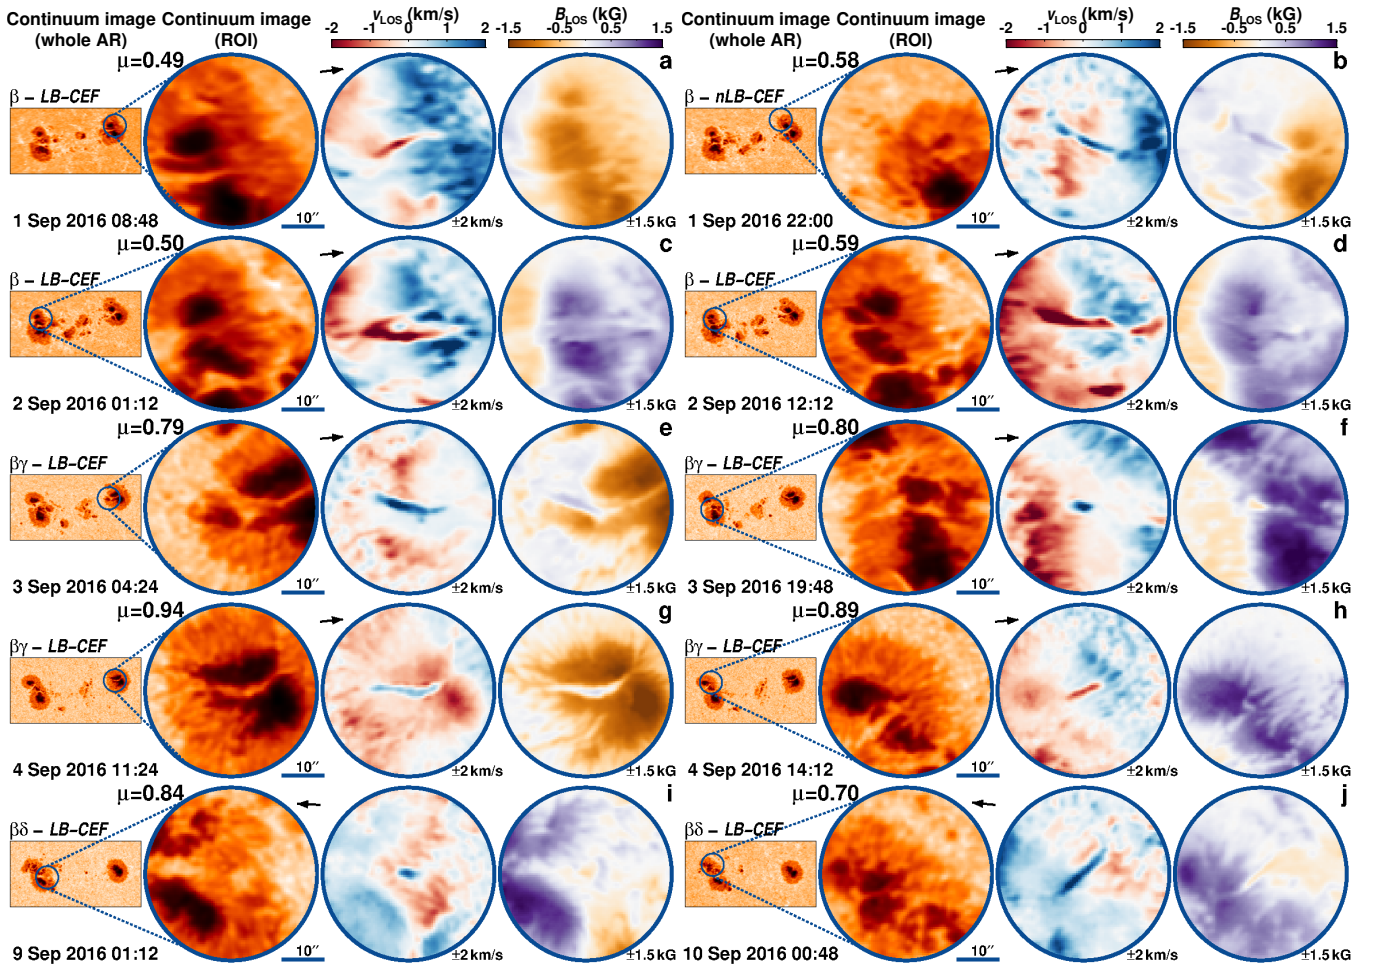 Continuum image Continuum image v_LOS (km/s) B_LOS (kG) Continuum image Continuum image v_LOS (km/s) B_LOS (kG)
(whole AR) (ROI) -2 -1 0 1 2 -1.5 -0.5 0.5 1.5 (whole AR) (ROI) -2 -1 0 1 2 -1.5 -0.5 0.5 1.5
μ=0.49 a
β – LB-CEF
1 Sep 2016 08:48 10″ ±2 km/s ±1.5 kG
μ=0.58 b
β – nLB-CEF
1 Sep 2016 22:00 10″ ±2 km/s ±1.5 kG
μ=0.50 c
β – LB-CEF
2 Sep 2016 01:12 10″ ±2 km/s ±1.5 kG
μ=0.59 d
β – LB-CEF
2 Sep 2016 12:12 10″ ±2 km/s ±1.5 kG
μ=0.79 e
βγ – LB-CEF
3 Sep 2016 04:24 10″ ±2 km/s ±1.5 kG
μ=0.80 f
βγ – LB-CEF
3 Sep 2016 19:48 10″ ±2 km/s ±1.5 kG
μ=0.94 g
βγ – LB-CEF
4 Sep 2016 11:24 10″ ±2 km/s ±1.5 kG
μ=0.89 h
βγ – LB-CEF
4 Sep 2016 14:12 10″ ±2 km/s ±1.5 kG
μ=0.84 i
βδ – LB-CEF
9 Sep 2016 01:12 10″ ±2 km/s ±1.5 kG
μ=0.70 j
βδ – LB-CEF
10 Sep 2016 00:48 10″ ±2 km/s ±1.5 kG